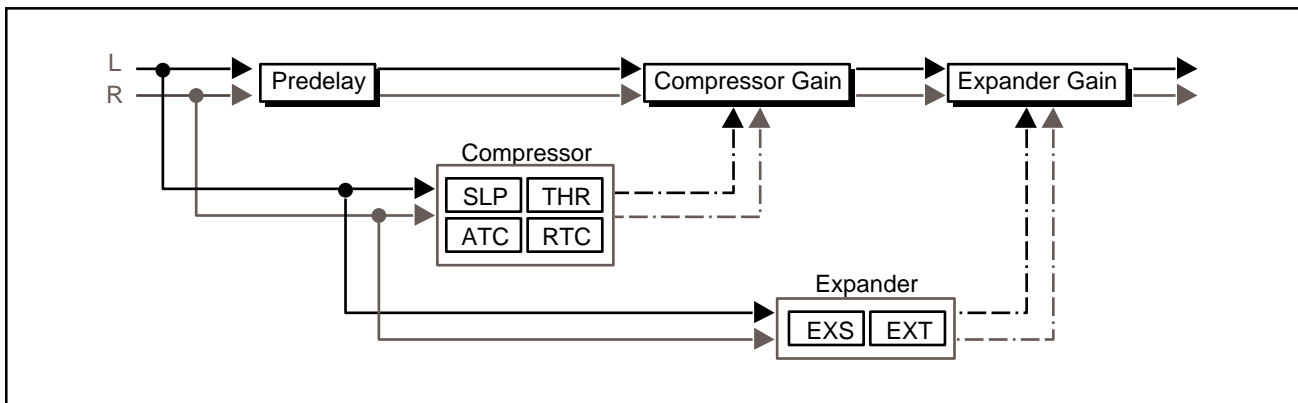 L
R
Predelay
Compressor Gain
Expander Gain
Compressor
SLP THR
ATC RTC
Expander
EXS EXT